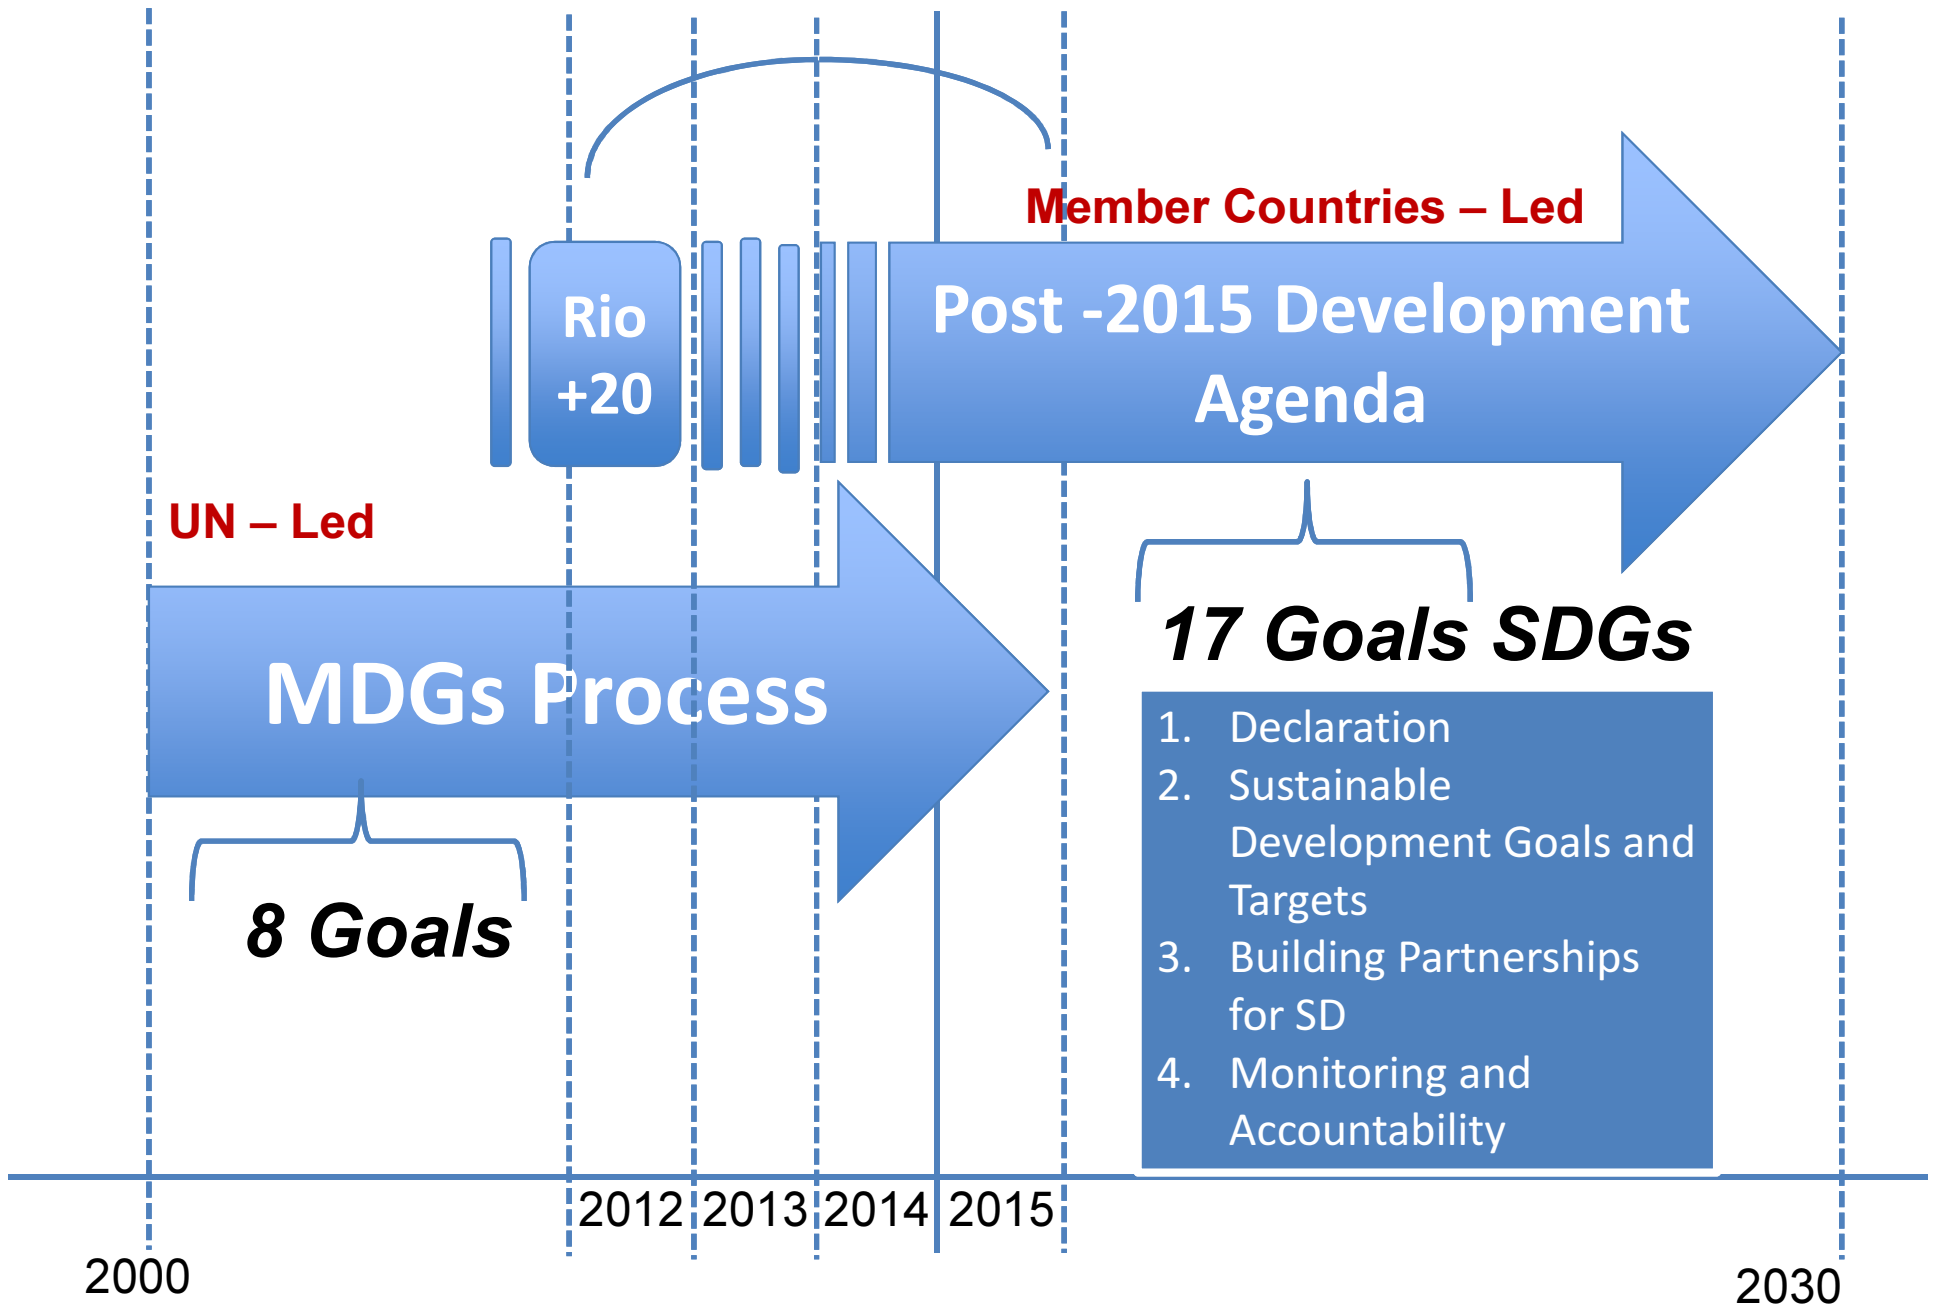 Member Countries – Led
Rio
+20
Post -2015 Development
Agenda
UN – Led
MDGs Process
8 Goals
17 Goals SDGs
1. Declaration
2. Sustainable
Development Goals and
Targets
3. Building Partnerships
for SD
4. Monitoring and
Accountability
2012 2013 2014 2015
2000
2030